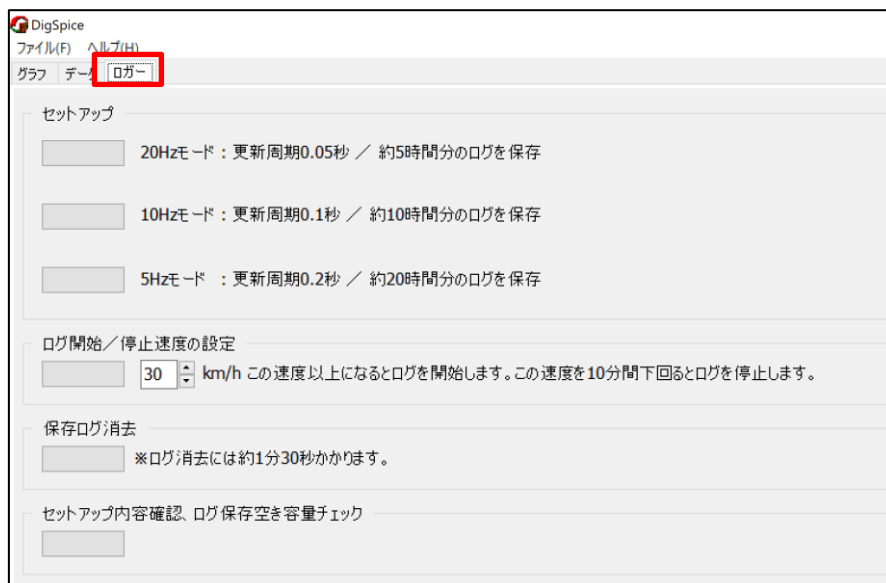 DigSpice
ファイル(F) ヘルプ(H)
グラフ データ ロガー
セットアップ
20Hzモード : 更新周期0.05秒 ／ 約5時間分のログを保存
10Hzモード : 更新周期0.1秒 ／ 約10時間分のログを保存
5Hzモード : 更新周期0.2秒 ／ 約20時間分のログを保存
ログ開始／停止速度の設定
30 km/h この速度以上になるとログを開始します。この速度を10分間下回るとログを停止します。
保存ログ消去
※ログ消去には約1分30秒かかります。
セットアップ内容確認、ログ保存空き容量チェック